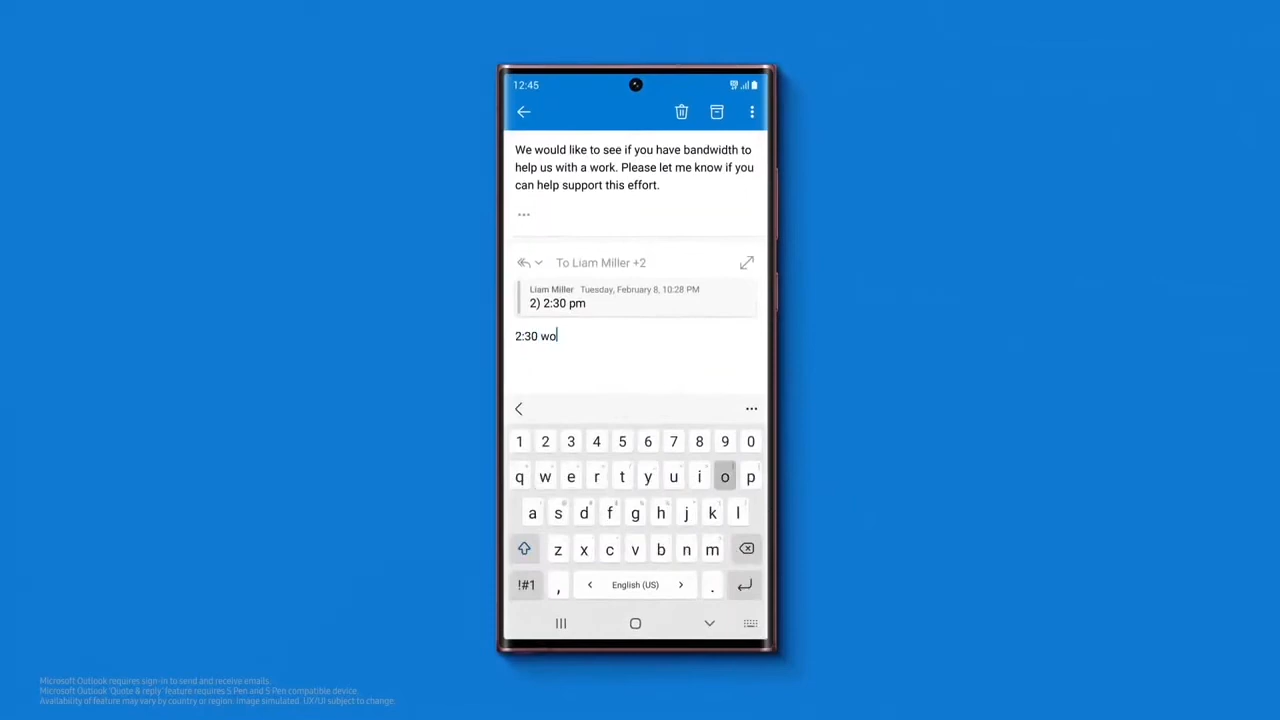 12:45
We would like to see if you have bandwidth to
help us with a work. Please let me know if you
can help support this effort.
...
To Liam Miller +2
Liam Miller Tuesday, February 8, 10:28 PM
2) 2:30 pm
2:30 wo
1 2 3 4 5 6 7 8 9 0
q w e r t y u i o p
a s d f g h j k l
z x c v b n m
!#1 , < English (US) > .
Microsoft Outlook requires sign-in to send and receive emails.
Microsoft Outlook 'Quote & reply' feature requires S Pen and S Pen compatible device.
Availability of feature may vary by country or region. Image simulated. UX/UI subject to change.